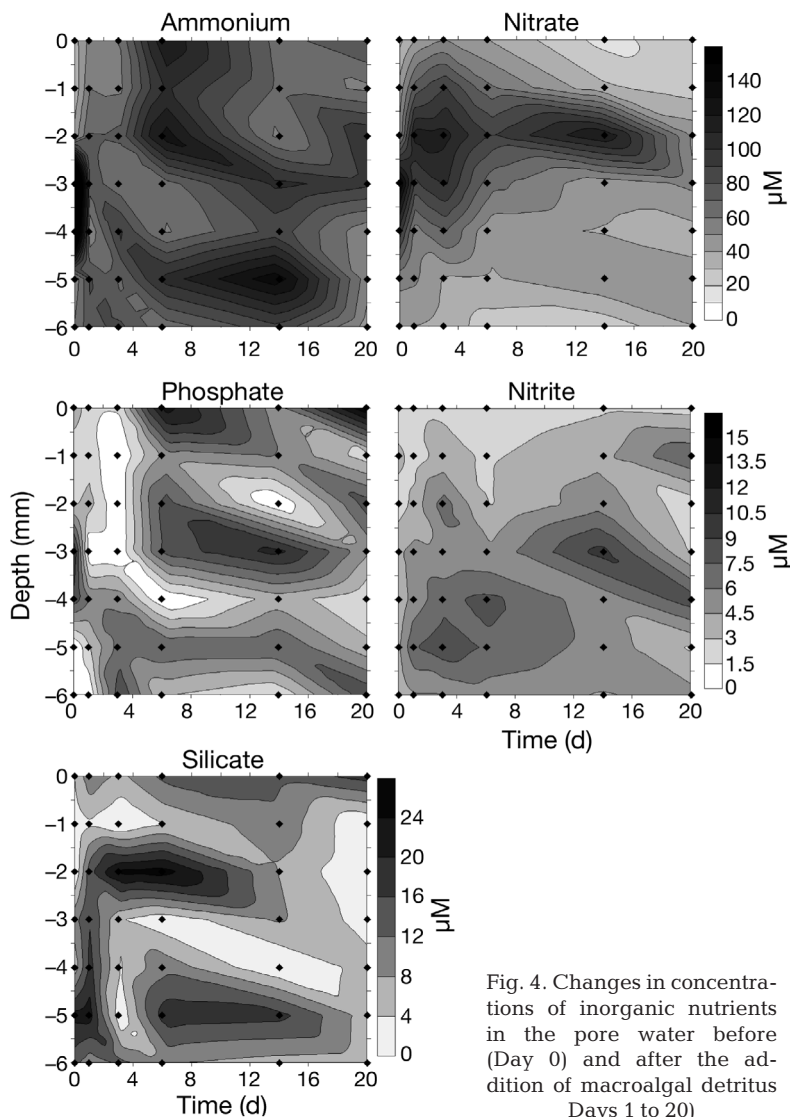 Ammonium
Nitrate
0
−1
−2
−3
−4
−5
−6
0 4 8 12 16 20
0 4 8 12 16 20
140
120
100
80
60
40
20
0
µM
Phosphate
Nitrite
Depth (mm)
0
−1
−2
−3
−4
−5
−6
0 4 8 12 16 20
0 4 8 12 16 20
Time (d)
15
13.5
12
10.5
9
7.5
6
4.5
3
1.5
0
µM
Silicate
0
−1
−2
−3
−4
−5
−6
0 4 8 12 16 20
Time (d)
24
20
16
12
8
4
0
µM
Fig. 4. Changes in concentra-
tions of inorganic nutrients
in the pore water before
(Day 0) and after the ad-
dition of macroalgal detritus
Days 1 to 20)